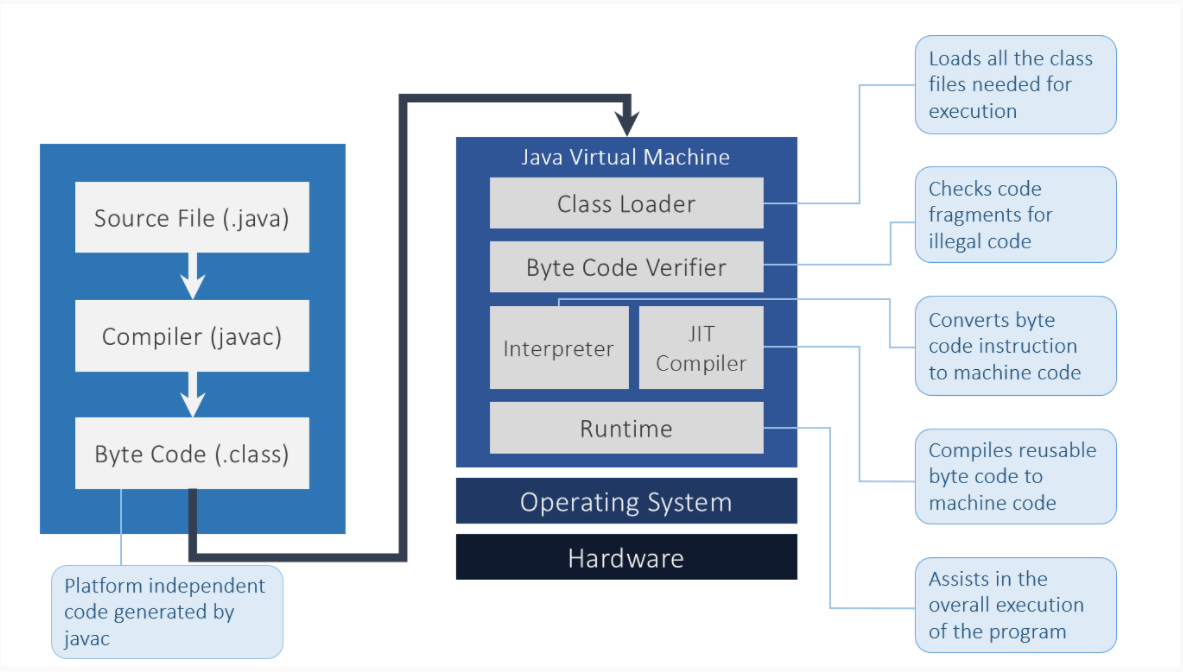 Source File (.java)
Compiler (javac)
Byte Code (.class)
Platform independent
code generated by
javac
Java Virtual Machine
Class Loader
Byte Code Verifier
Interpreter
JIT
Compiler
Runtime
Operating System
Hardware
Loads all the class
files needed for
execution
Checks code
fragments for
illegal code
Converts byte
code instruction
to machine code
Compiles reusable
byte code to
machine code
Assists in the
overall execution
of the program